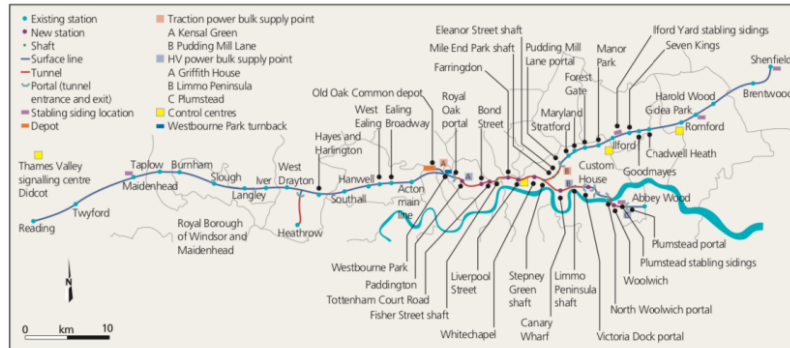 Existing station
New station
Shaft
Surface line
Tunnel
Portal (tunnel
entrance and exit)
Stabling siding location
Depot
Traction power bulk supply point
A Kensal Green
B Pudding Mill Lane
HV power bulk supply point
A Griffith House
B Limmo Peninsula
C Plumstead
Control centres
Westbourne Park turnback
Thames Valley
signalling centre
Didcot
Reading
Twyford
Taplow
Maidenhead
Burnham
Slough
Langley
Iver
West
Drayton
Heathrow
Royal Borough
of Windsor and
Maidenhead
Hayes and
Harlington
Southall
Hanwell
West
Ealing
Ealing
Broadway
Acton
main
line
Old Oak Common depot
Royal
Oak
portal
Bond
Street
Farringdon
Mile End Park shaft
Eleanor Street shaft
Pudding Mill
Lane portal
Maryland
Stratford
Forest
Gate
Manor
Park
Ilford Yard stabling sidings
Seven Kings
Ilford
Goodmayes
Chadwell Heath
Romford
Gidea Park
Harold Wood
Brentwood
Shenfield
Custom
House
Abbey Wood
A
A
B
B
C
Westbourne Park
Paddington
Tottenham Court Road
Fisher Street shaft
Liverpool
Street
Whitechapel
Stepney
Green
shaft
Canary
Wharf
Limmo
Peninsula
shaft
Victoria Dock portal
North Woolwich portal
Woolwich
Plumstead stabling sidings
Plumstead portal
N
0 km 10